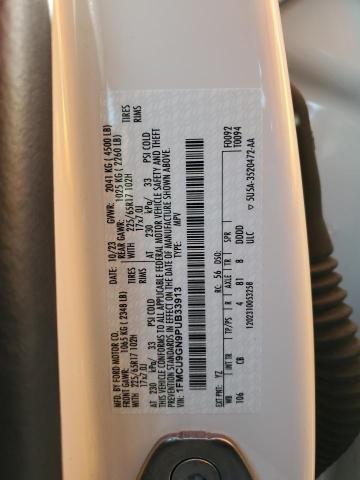 MFD. BY FORD MOTOR CO.
DATE: 10/23 GVWR: 2041 KG ( 4500 LB)
FRONT GAWR: 1065 KG ( 2348 LB) REAR GAWR: 1025 KG ( 2260 LB)
225/65R17 102H WITH 225/65R17 102H TIRES
17x7.0J 17x7.0J RIMS
AT 230 kPa/ 33 PSI COLD AT 230 kPa/ 33 PSI COLD
THIS VEHICLE CONFORMS TO ALL APPLICABLE FEDERAL MOTOR VEHICLE SAFETY AND THEFT
PREVENTION STANDARDS IN EFFECT ON THE DATE OF MANUFACTURE SHOWN ABOVE.
VIN: 1FMCU9GN9PUB33913 TYPE: MPV
F0092
T0094
EXT PNT: YZ RC: 56 DSO:
WB INT TR TP/PS R AXLE TR SPR
106 CB 4 81 8 DODD
ULC
1202310053258 5U5A-3520472-AA